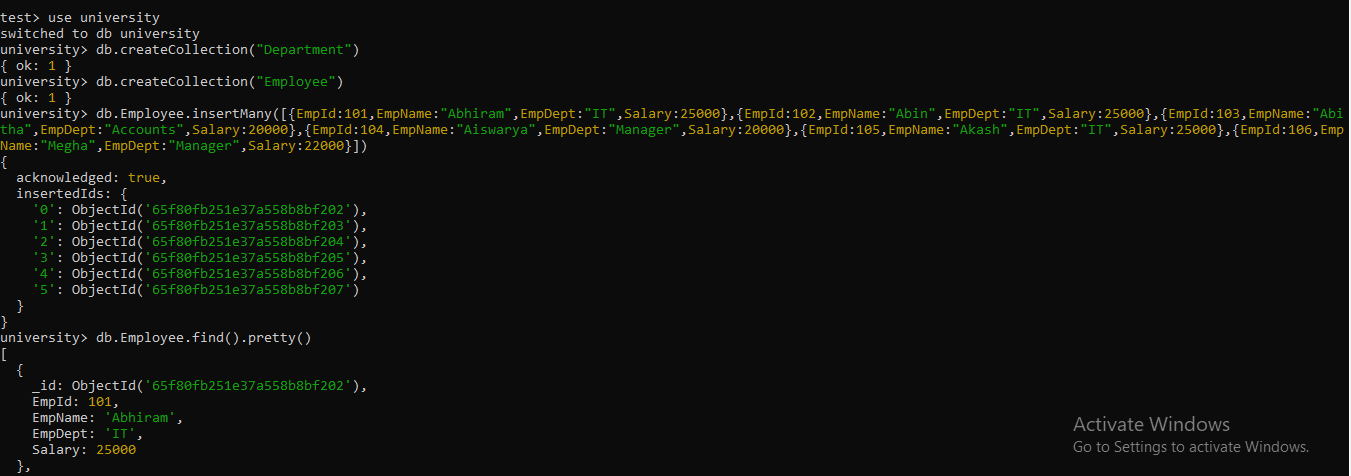 test> use university
switched to db university
university> db.createCollection("Department")
{ ok: 1 }
university> db.createCollection("Employee")
{ ok: 1 }
university> db.Employee.insertMany([{EmpId:101,EmpName:"Abhiram",EmpDept:"IT",Salary:25000},{EmpId:102,EmpName:"Abin",EmpDept:"IT",Salary:25000},{EmpId:103,EmpName:"Abi
tha",EmpDept:"Accounts",Salary:20000},{EmpId:104,EmpName:"Aiswarya",EmpDept:"Manager",Salary:20000},{EmpId:105,EmpName:"Akash",EmpDept:"IT",Salary:25000},{EmpId:106,Emp
Name:"Megha",EmpDept:"Manager",Salary:22000}])
{
  acknowledged: true,
  insertedIds: {
    '0': ObjectId('65f80fb251e37a558b8bf202'),
    '1': ObjectId('65f80fb251e37a558b8bf203'),
    '2': ObjectId('65f80fb251e37a558b8bf204'),
    '3': ObjectId('65f80fb251e37a558b8bf205'),
    '4': ObjectId('65f80fb251e37a558b8bf206'),
    '5': ObjectId('65f80fb251e37a558b8bf207')
  }
}
university> db.Employee.find().pretty()
[
  {
    _id: ObjectId('65f80fb251e37a558b8bf202'),
    EmpId: 101,
    EmpName: 'Abhiram',
    EmpDept: 'IT',
    Salary: 25000
  },
Activate Windows
Go to Settings to activate Windows.